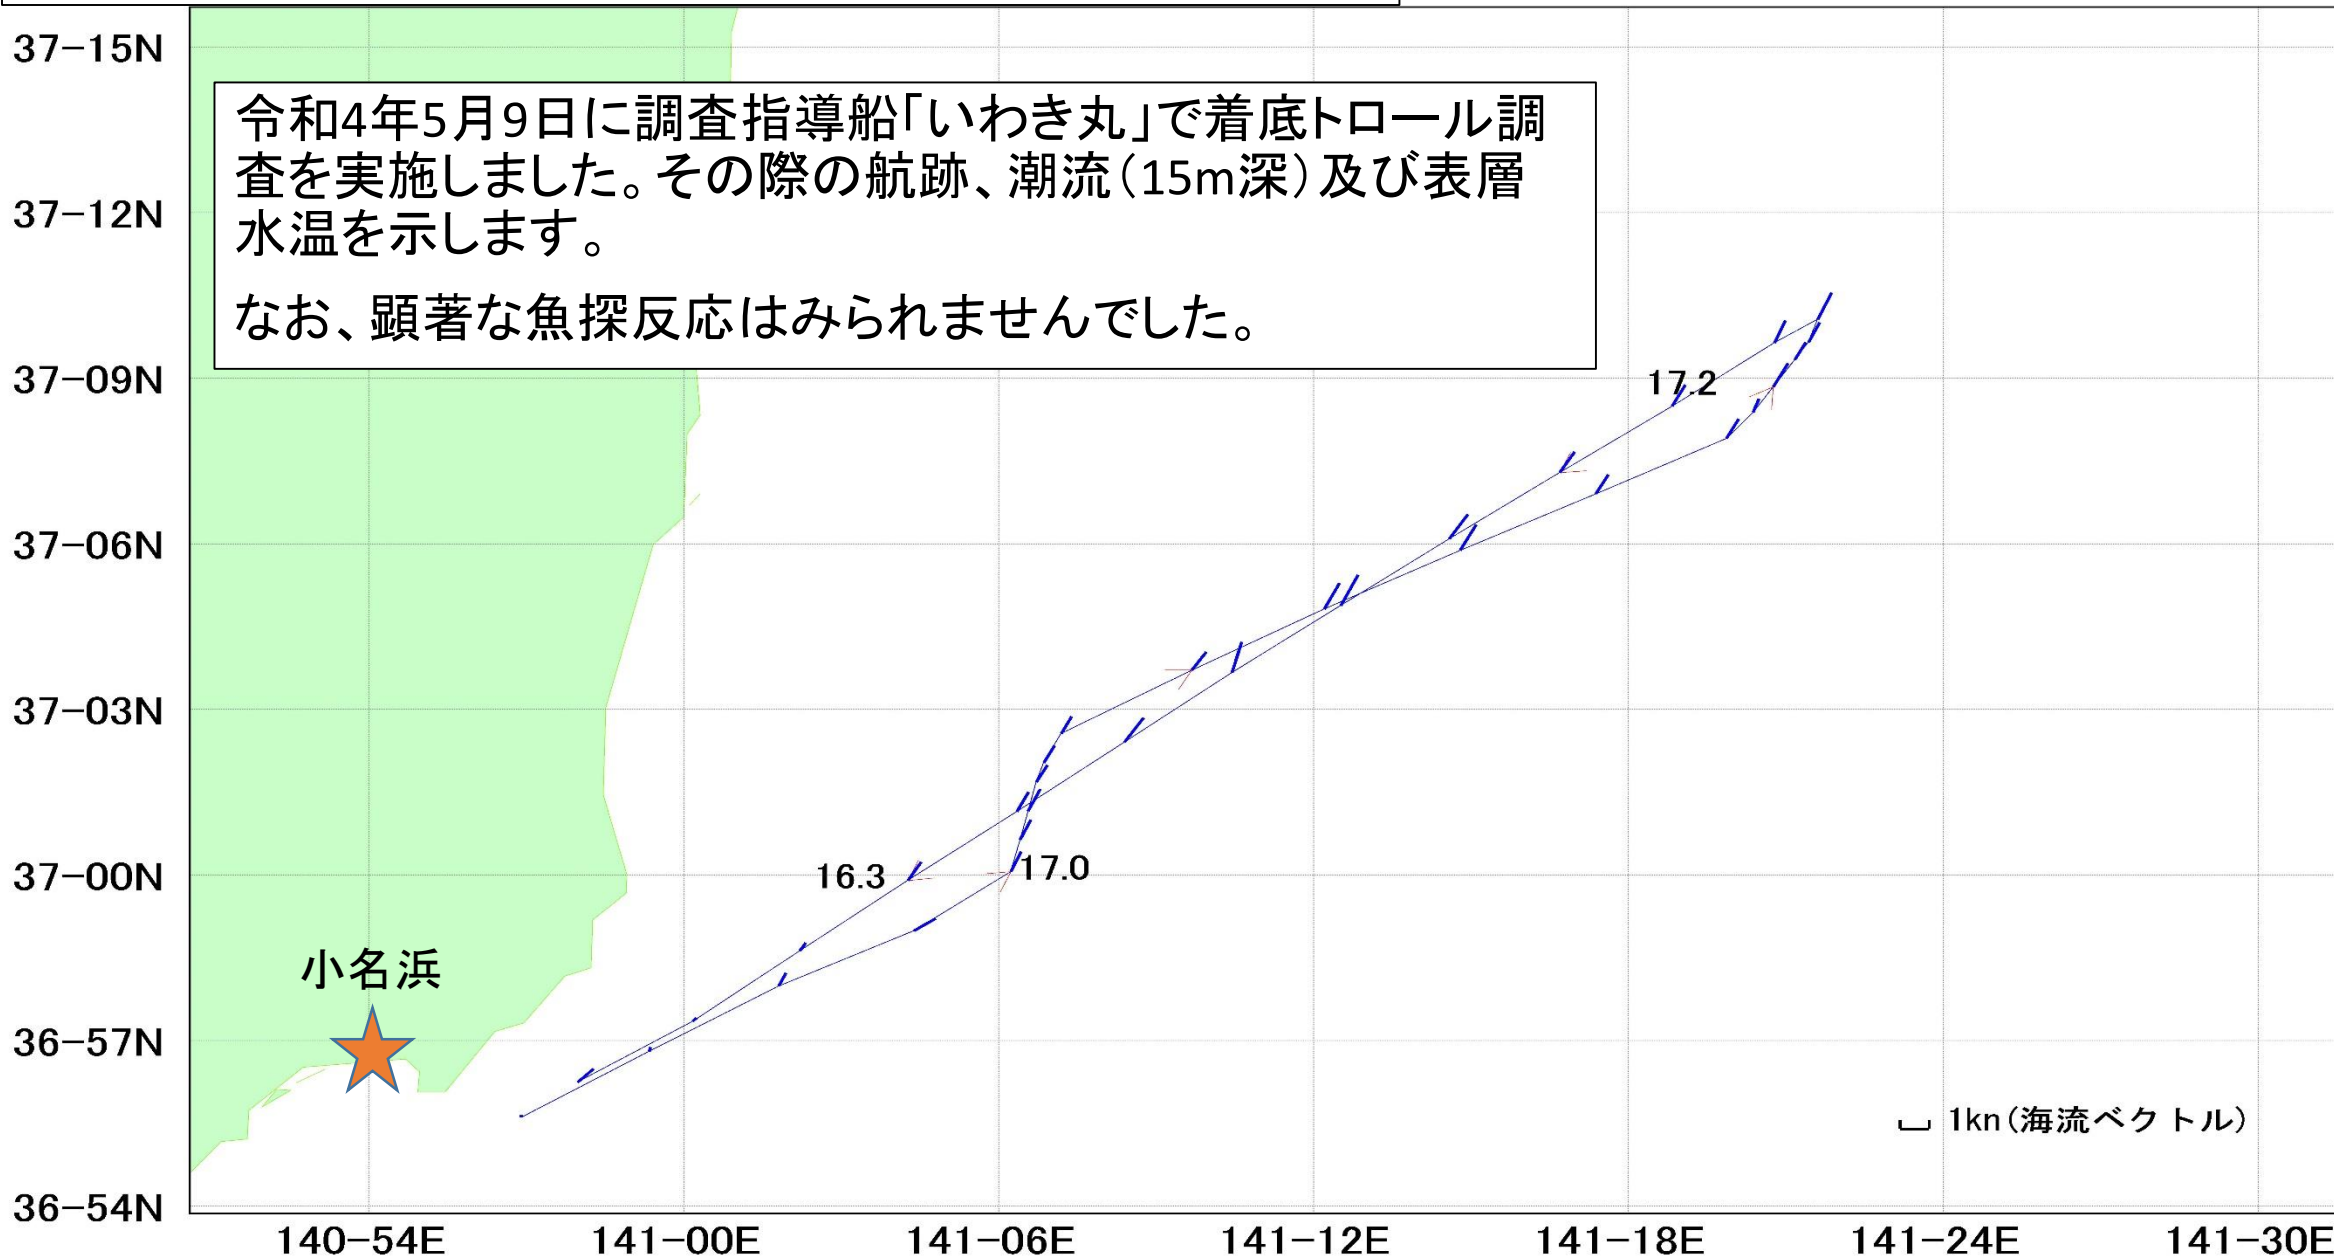 37-15N
令和4年5月9日に調査指導船「いわき丸」で着底トロール調
査を実施しました。その際の航跡、潮流(15m深)及び表層
水温を示します。
なお、顕著な魚探反応はみられませんでした。
37-12N
37-09N
17.2
37-06N
37-03N
37-00N
16.3
17.0
小名浜
36-57N
1kn(海流ベクトル)
36-54N
140-54E
141-00E
141-06E
141-12E
141-18E
141-24E
141-30E